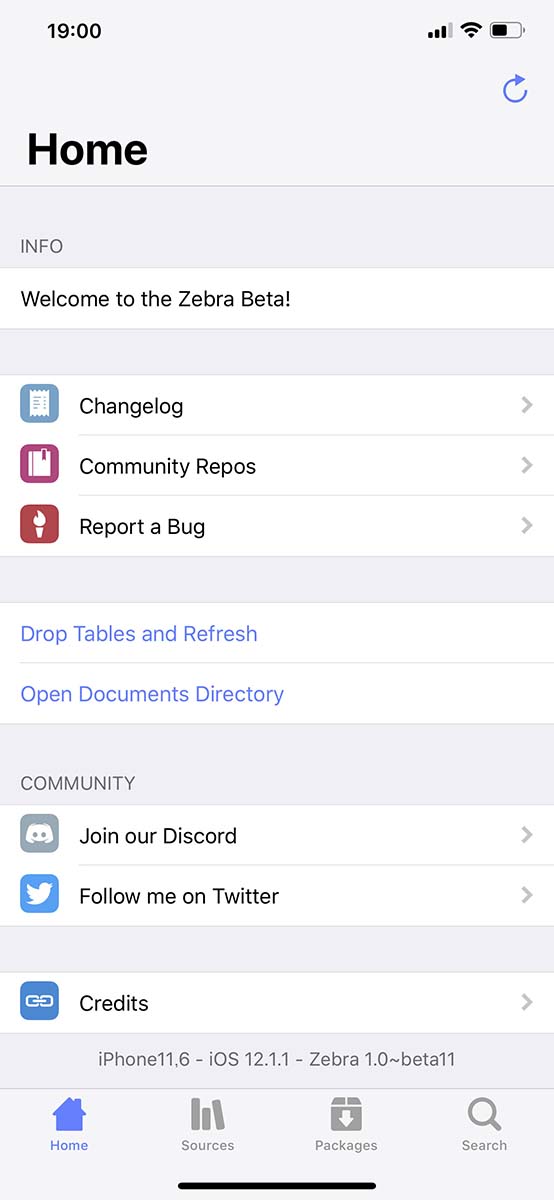 19:00
Home
INFO
Welcome to the Zebra Beta!
Changelog
Community Repos
Report a Bug
Drop Tables and Refresh
Open Documents Directory
COMMUNITY
Join our Discord
Follow me on Twitter
Credits
iPhone11,6 - iOS 12.1.1 - Zebra 1.0~beta11
Home Sources Packages Search